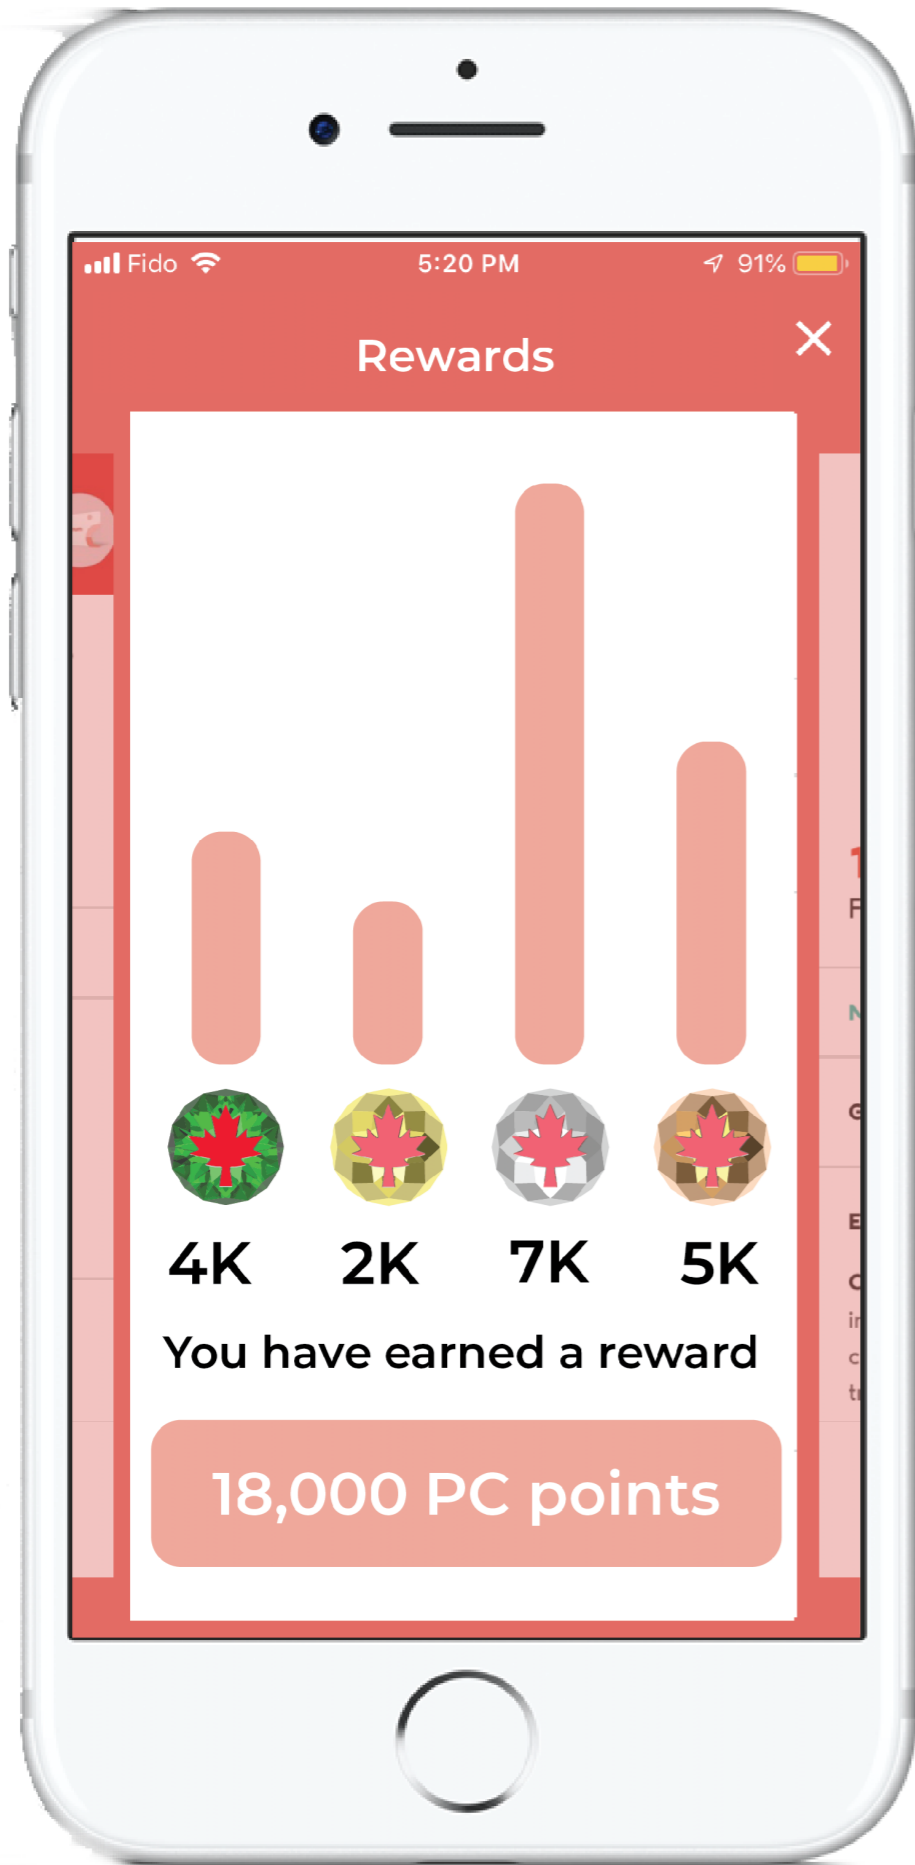 Fido 5:20 PM 91%
Rewards
4K 2K 7K 5K
You have earned a reward
18,000 PC points